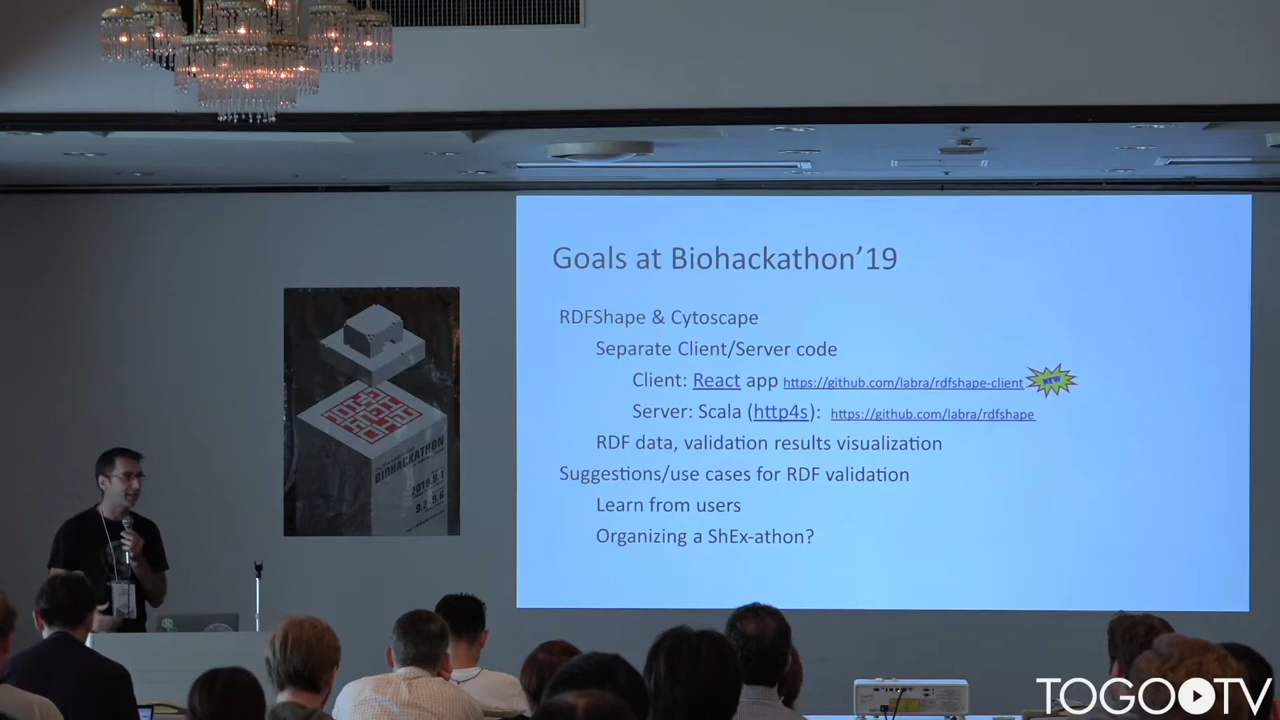 Goals at Biohackathon'19
RDFShape & Cytoscape
Separate Client/Server code
Client: React app https://github.com/labra/rdfshape-client NEW
Server: Scala (http4s): https://github.com/labra/rdfshape
RDF data, validation results visualization
Suggestions/use cases for RDF validation
Learn from users
Organizing a ShEx-athon?
BIOHACKATHON
TOGOTV